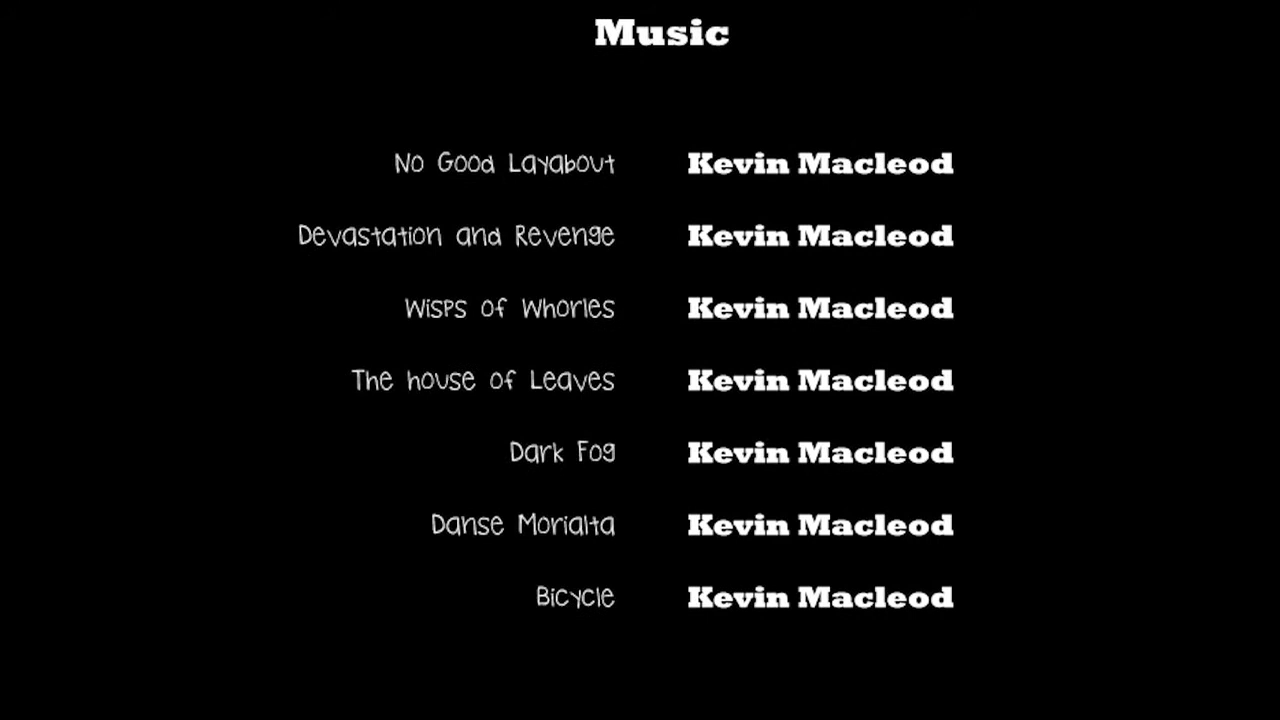 Music
No Good Layabout Kevin Macleod
Devastation and Revenge Kevin Macleod
Wisps of Whorles Kevin Macleod
The house of Leaves Kevin Macleod
Dark Fog Kevin Macleod
Danse Morialta Kevin Macleod
Bicycle Kevin Macleod